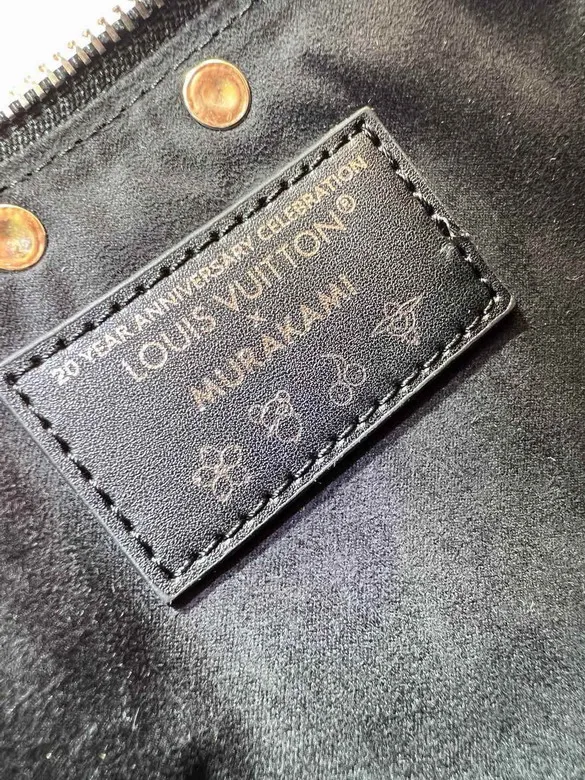 20 YEAR ANNIVERSARY CELEBRATION
LOUIS VUITTON®
×
MURAKAMI